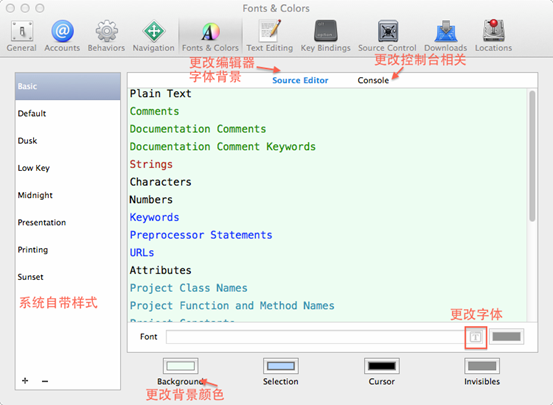 Fonts & Colors
General
Accounts
Behaviors
Navigation
Fonts & Colors
Text Editing
Key Bindings
Source Control
Downloads
Locations
更改编辑器
字体背景
更改控制台相关
Source Editor
Console
Basic
Default
Dusk
Low Key
Midnight
Presentation
Printing
Sunset
系统自带样式
Plain Text
Comments
Documentation Comments
Documentation Comment Keywords
Strings
Characters
Numbers
Keywords
Preprocessor Statements
URLs
Attributes
Project Class Names
Project Function and Method Names
Project Constants
更改字体
Font
T
Background
Selection
Cursor
Invisibles
更改背景颜色